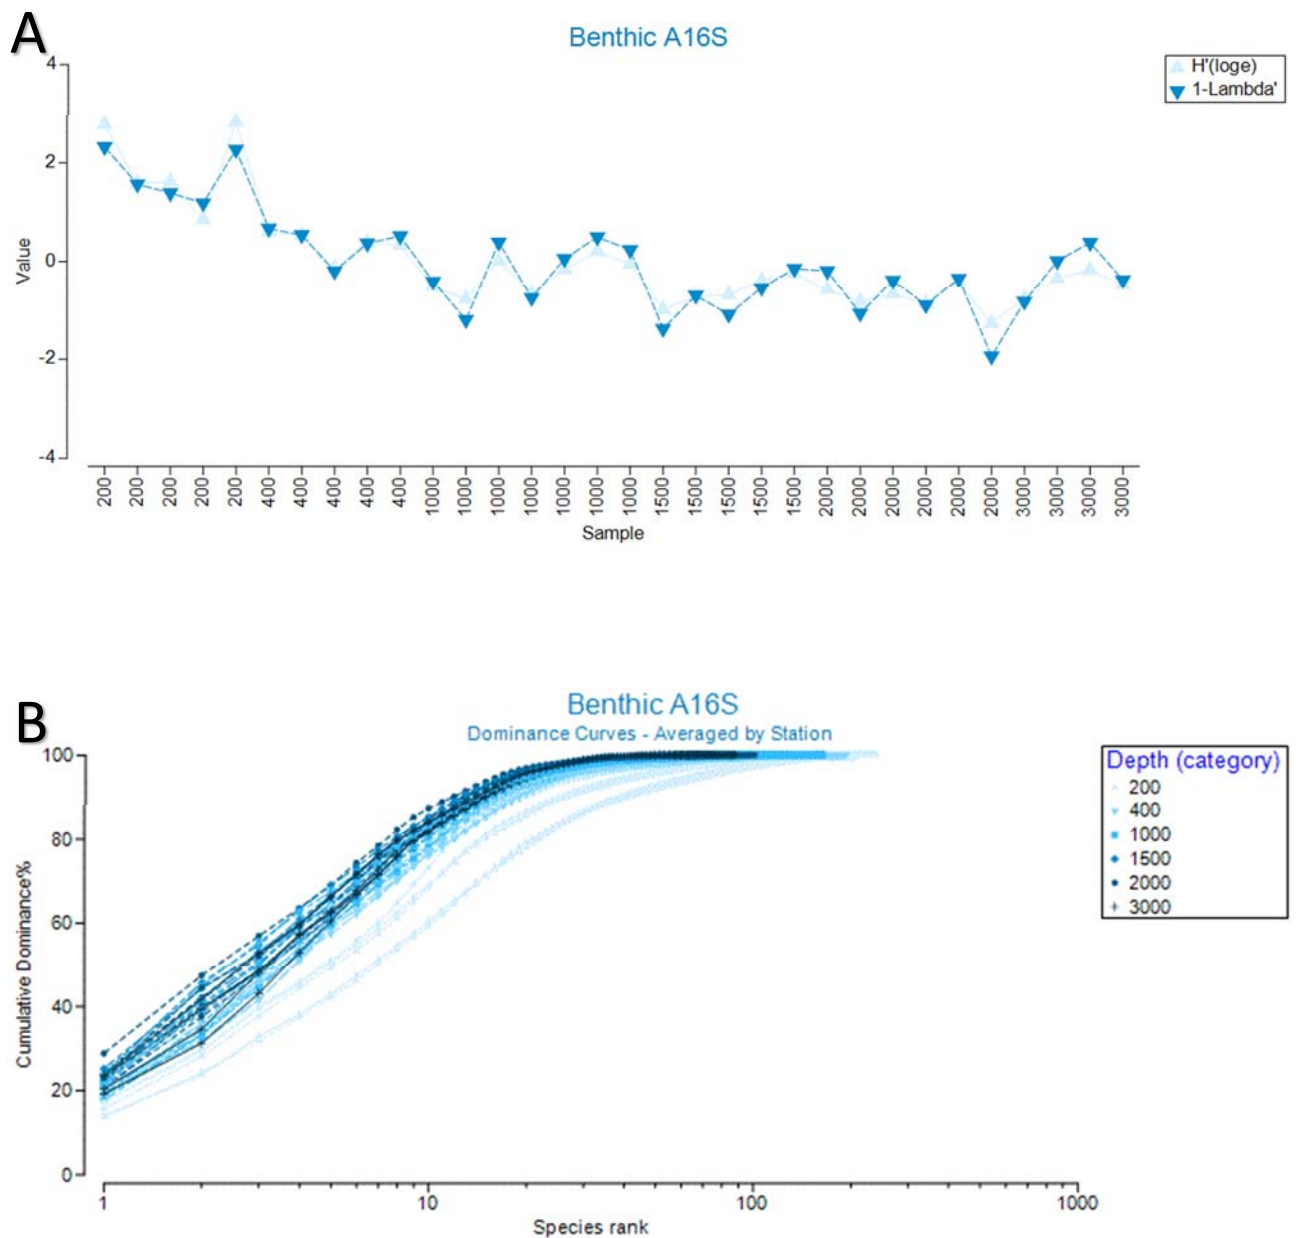 A
Benthic A16S
H'(loge)
1-Lambda'
4
2
0
-2
-4
Value
200 200 200 200 200 400 400 400 400 400 1000 1000 1000 1000 1000 1000 1000 1500 1500 1500 1500 1500 2000 2000 2000 2000 2000 2000 3000 3000 3000 3000
Sample
B
Benthic A16S
Dominance Curves - Averaged by Station
100
80
60
40
20
0
Cumulative Dominance%
1 10 100 1000
Species rank
Depth (category)
200
400
1000
1500
2000
3000